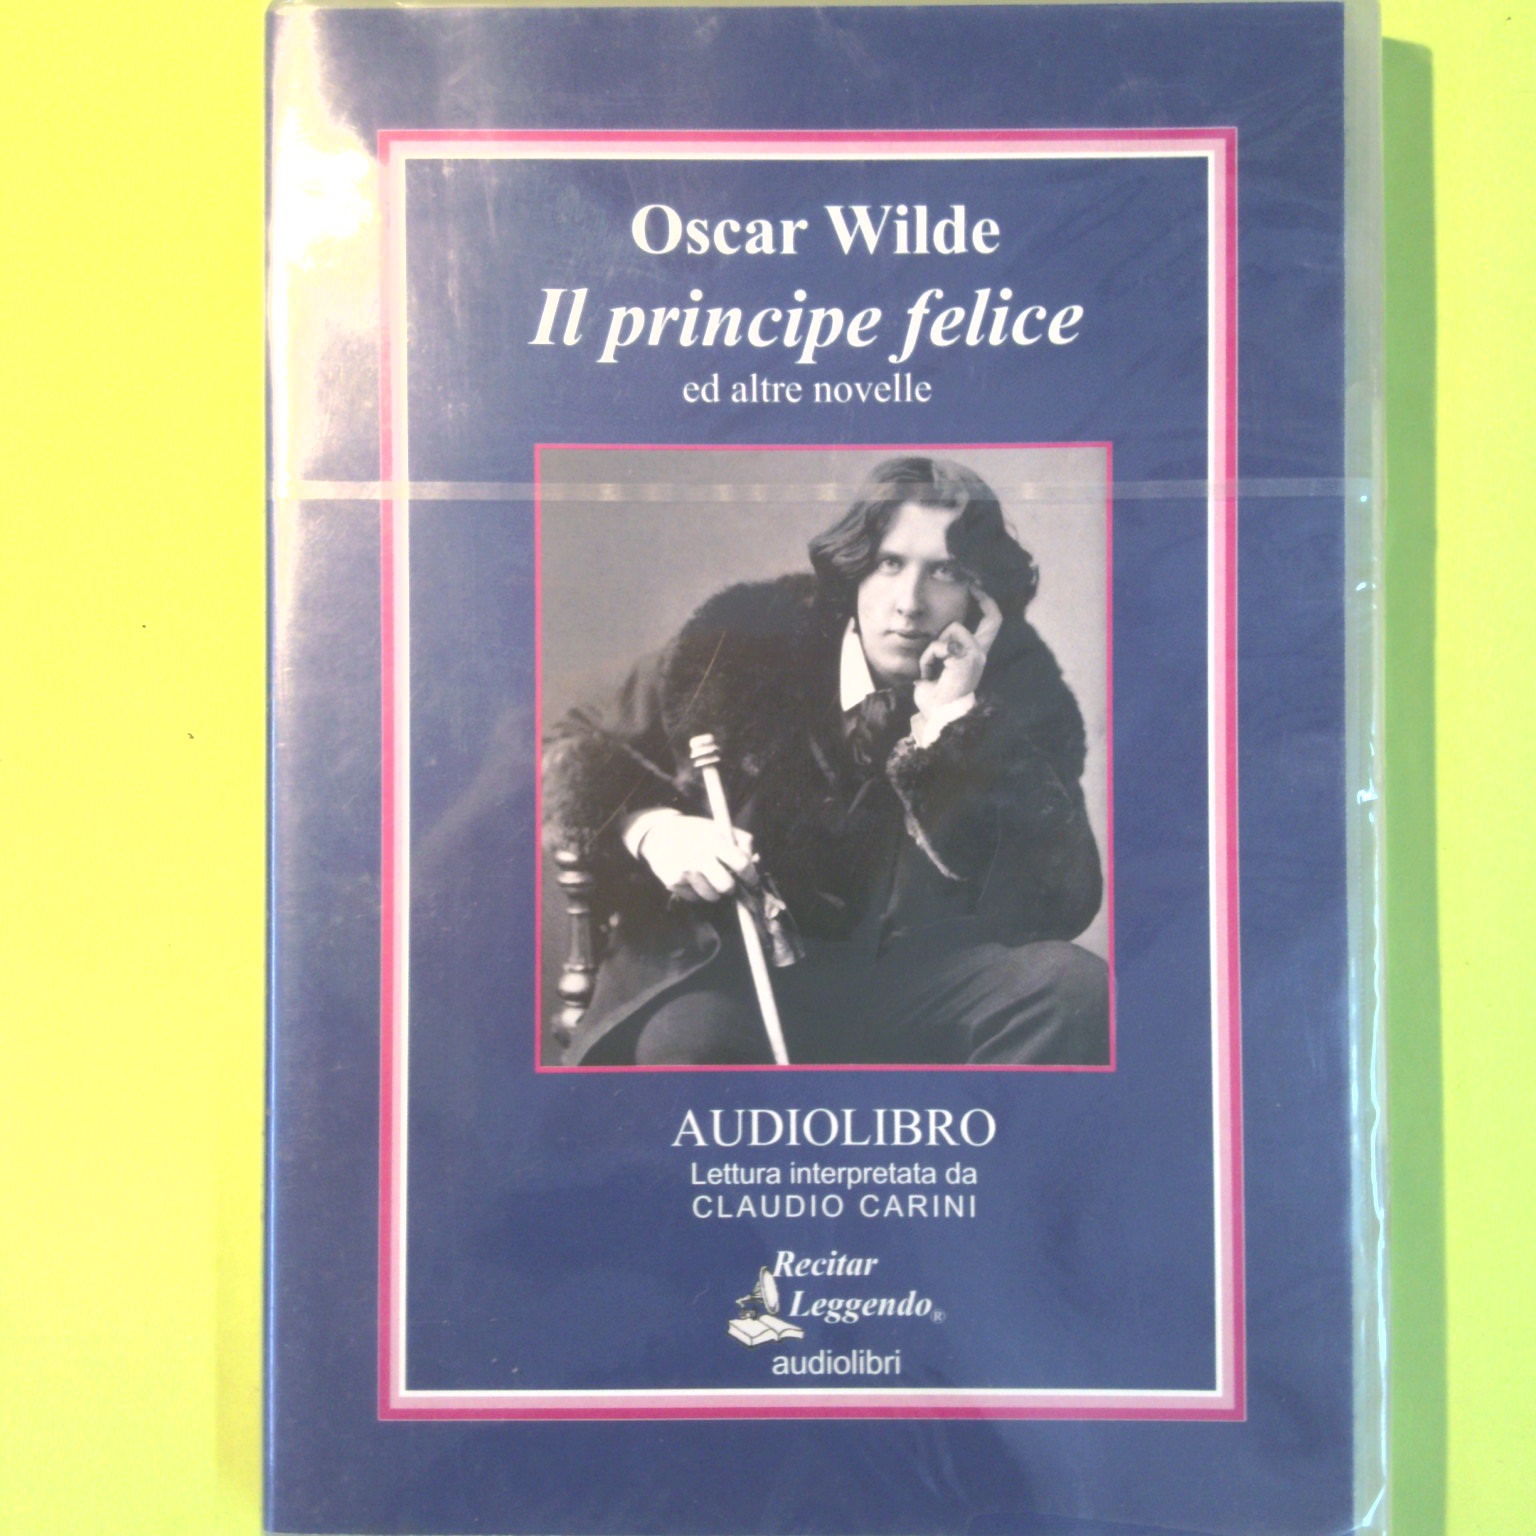 Oscar Wilde
Il principe felice
ed altre novelle
AUDIOLIBRO
Lettura interpretata da
CLAUDIO CARINI
Recitar
Leggendo®
audiolibri